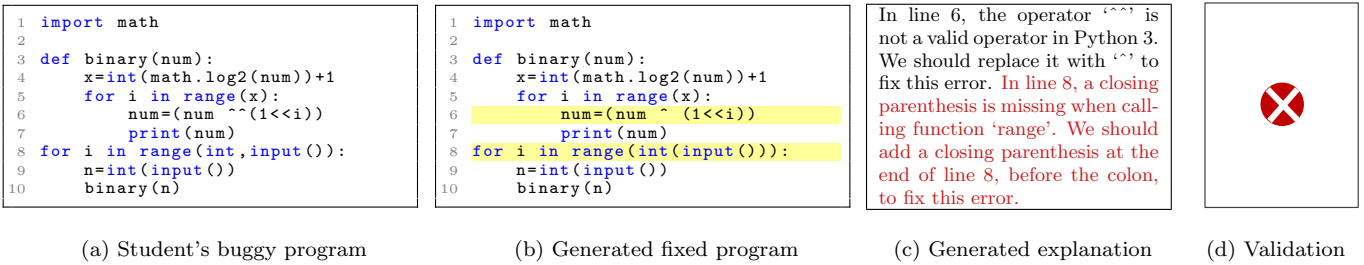 1 import math
2
3 def binary(num):
4 x=int(math.log2(num))+1
5 for i in range(x):
6 num=(num ^^(1<<i))
7 print(num)
8 for i in range(int,input()):
9 n=int(input())
10 binary(n)
(a) Student's buggy program
1 import math
2
3 def binary(num):
4 x=int(math.log2(num))+1
5 for i in range(x):
6 num=(num ^ (1<<i))
7 print(num)
8 for i in range(int(input())):
9 n=int(input())
10 binary(n)
(b) Generated fixed program
In line 6, the operator ‘^^’ is
not a valid operator in Python 3.
We should replace it with ‘^’ to
fix this error. In line 8, a closing
parenthesis is missing when call-
ing function ‘range’. We should
add a closing parenthesis at the
end of line 8, before the colon,
to fix this error.
(c) Generated explanation
(d) Validation